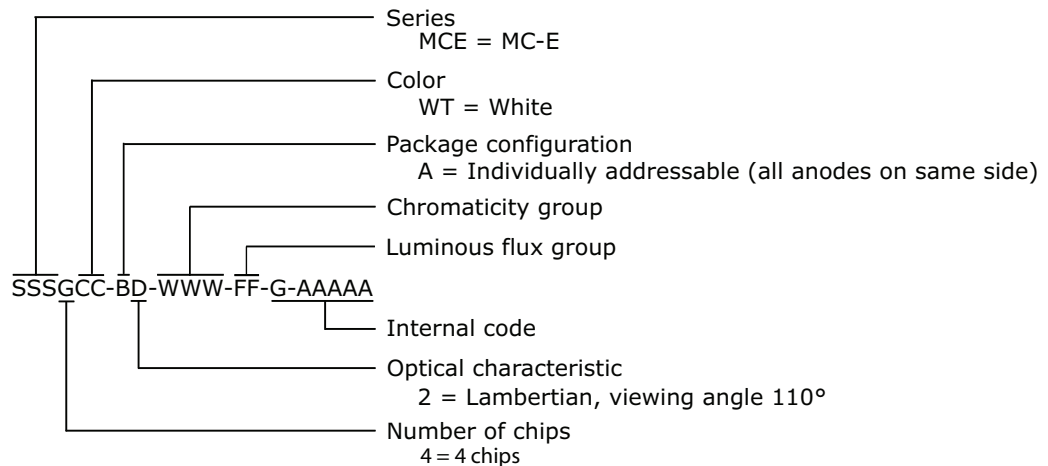 Series
MCE = MC-E
Color
WT = White
Package configuration
A = Individually addressable (all anodes on same side)
Chromaticity group
Luminous flux group
SSSGCC-BD-WWW-FF-G-AAAAA
Internal code
Optical characteristic
2 = Lambertian, viewing angle 110°
Number of chips
4 = 4 chips